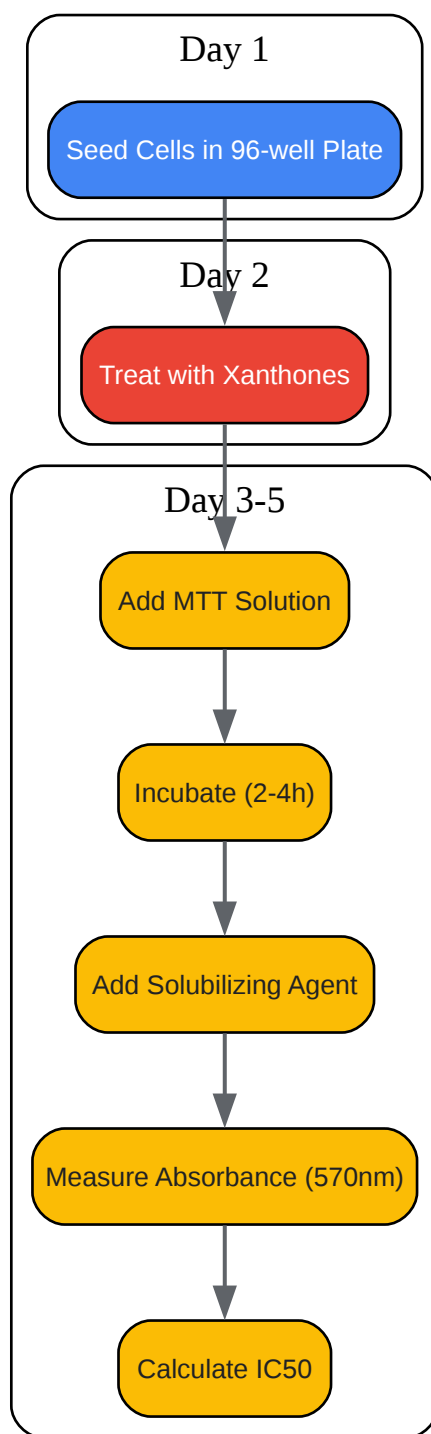 Day 1
Seed Cells in 96-well Plate
Day 2
Treat with Xanthones
Day 3-5
Add MTT Solution
Incubate (2-4h)
Add Solubilizing Agent
Measure Absorbance (570nm)
Calculate IC50